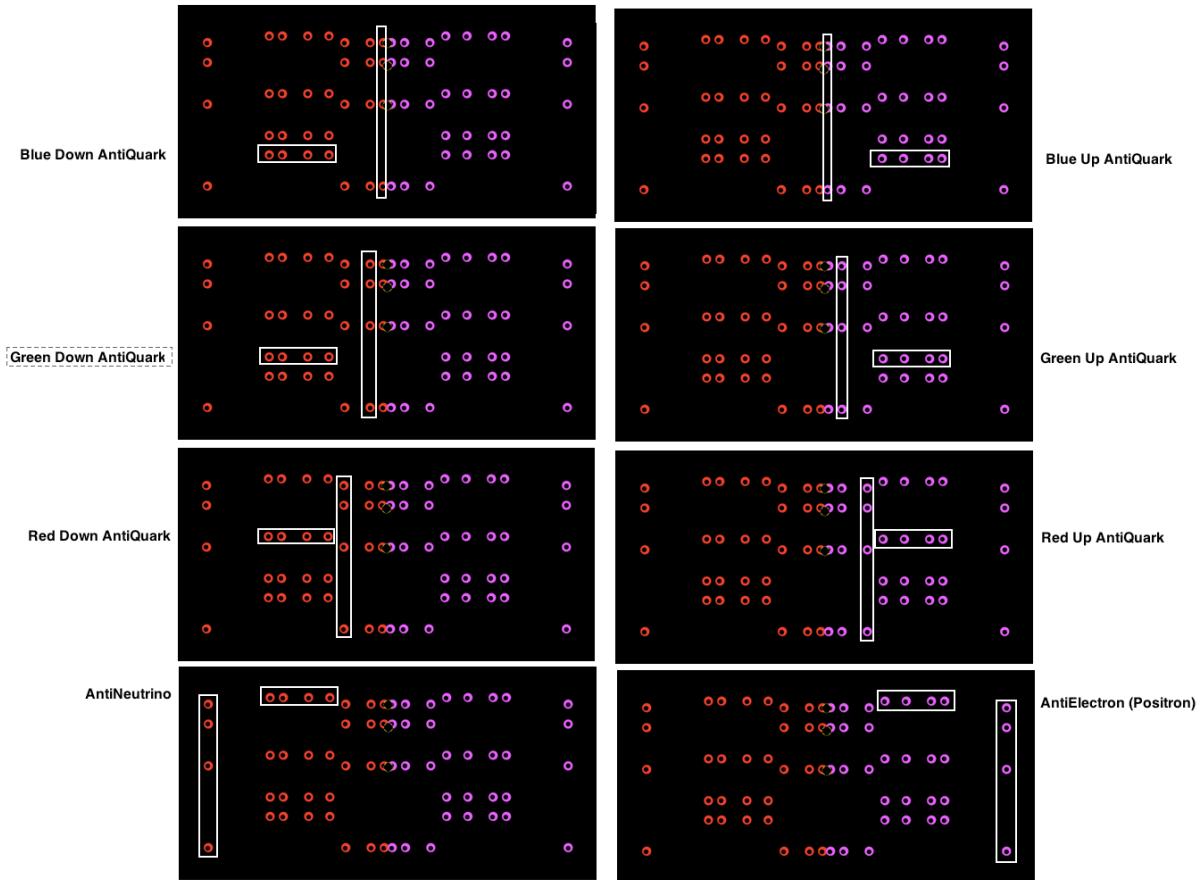 Blue Down AntiQuark
Blue Up AntiQuark
Green Down AntiQuark
Green Up AntiQuark
Red Down AntiQuark
Red Up AntiQuark
AntiNeutrino
AntiElectron (Positron)